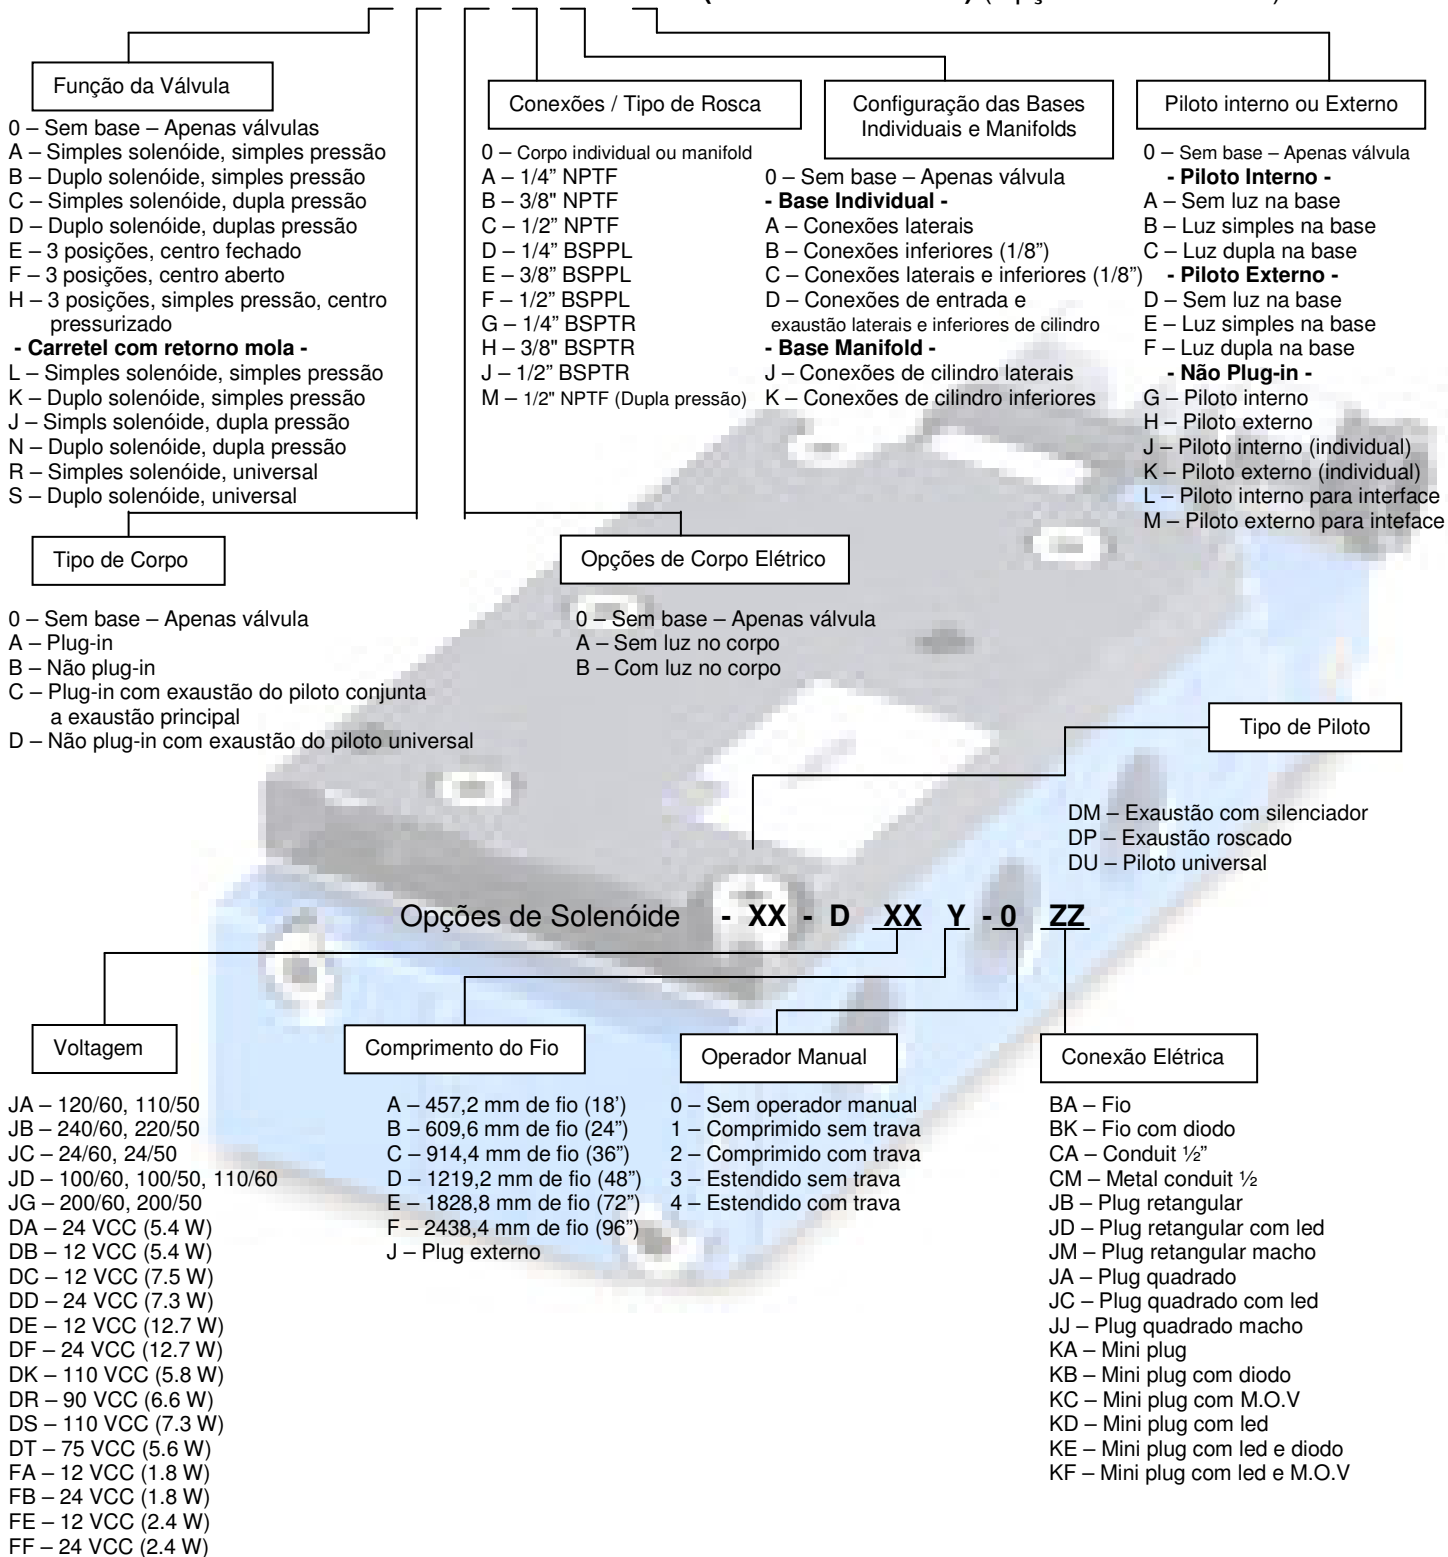 Função da Válvula
0 – Sem base – Apenas válvulas
A – Simples solenóide, simples pressão
B – Duplo solenóide, simples pressão
C – Simples solenóide, dupla pressão
D – Duplo solenóide, duplas pressão
E – 3 posições, centro fechado
F – 3 posições, centro aberto
H – 3 posições, simples pressão, centro
pressurizado
- Carretel com retorno mola -
L – Simples solenóide, simples pressão
K – Duplo solenóide, simples pressão
J – Simpls solenóide, dupla pressão
N – Duplo solenóide, dupla pressão
R – Simples solenóide, universal
S – Duplo solenóide, universal
Conexões / Tipo de Rosca
0 – Corpo individual ou manifold
A – 1/4” NPTF
B – 3/8" NPTF
C – 1/2” NPTF
D – 1/4” BSPPL
E – 3/8” BSPPL
F – 1/2” BSPPL
G – 1/4” BSPTR
H – 3/8" BSPTR
J – 1/2” BSPTR
M – 1/2" NPTF (Dupla pressão)
Configuração das Bases
Individuais e Manifolds
0 – Sem base – Apenas válvula
- Base Individual -
A – Conexões laterais
B – Conexões inferiores (1/8”)
C – Conexões laterais e inferiores (1/8”)
D – Conexões de entrada e
exaustão laterais e inferiores de cilindro
- Base Manifold -
J – Conexões de cilindro laterais
K – Conexões de cilindro inferiores
Piloto interno ou Externo
0 – Sem base – Apenas válvula
- Piloto Interno -
A – Sem luz na base
B – Luz simples na base
C – Luz dupla na base
- Piloto Externo -
D – Sem luz na base
E – Luz simples na base
F – Luz dupla na base
- Não Plug-in -
G – Piloto interno
H – Piloto externo
J – Piloto interno (individual)
K – Piloto externo (individual)
L – Piloto interno para interface
M – Piloto externo para inteface
Tipo de Corpo
0 – Sem base – Apenas válvula
A – Plug-in
B – Não plug-in
C – Plug-in com exaustão do piloto conjunta
a exaustão principal
D – Não plug-in com exaustão do piloto universal
Opções de Corpo Elétrico
0 – Sem base – Apenas válvula
A – Sem luz no corpo
B – Com luz no corpo
Tipo de Piloto
DM – Exaustão com silenciador
DP – Exaustão roscado
DU – Piloto universal
Opções de Solenóide - XX - D XX Y - 0 ZZ
Voltagem
JA – 120/60, 110/50
JB – 240/60, 220/50
JC – 24/60, 24/50
JD – 100/60, 100/50, 110/60
JG – 200/60, 200/50
DA – 24 VCC (5.4 W)
DB – 12 VCC (5.4 W)
DC – 12 VCC (7.5 W)
DD – 24 VCC (7.3 W)
DE – 12 VCC (12.7 W)
DF – 24 VCC (12.7 W)
DK – 110 VCC (5.8 W)
DR – 90 VCC (6.6 W)
DS – 110 VCC (7.3 W)
DT – 75 VCC (5.6 W)
FA – 12 VCC (1.8 W)
FB – 24 VCC (1.8 W)
FE – 12 VCC (2.4 W)
FF – 24 VCC (2.4 W)
Comprimento do Fio
A – 457,2 mm de fio (18’)
B – 609,6 mm de fio (24”)
C – 914,4 mm de fio (36”)
D – 1219,2 mm de fio (48”)
E – 1828,8 mm de fio (72”)
F – 2438,4 mm de fio (96”)
J – Plug externo
Operador Manual
0 – Sem operador manual
1 – Comprimido sem trava
2 – Comprimido com trava
3 – Estendido sem trava
4 – Estendido com trava
Conexão Elétrica
BA – Fio
BK – Fio com diodo
CA – Conduit ½”
CM – Metal conduit ½
JB – Plug retangular
JD – Plug retangular com led
JM – Plug retangular macho
JA – Plug quadrado
JC – Plug quadrado com led
JJ – Plug quadrado macho
KA – Mini plug
KB – Mini plug com diodo
KC – Mini plug com M.O.V
KD – Mini plug com led
KE – Mini plug com led e diodo
KF – Mini plug com led e M.O.V